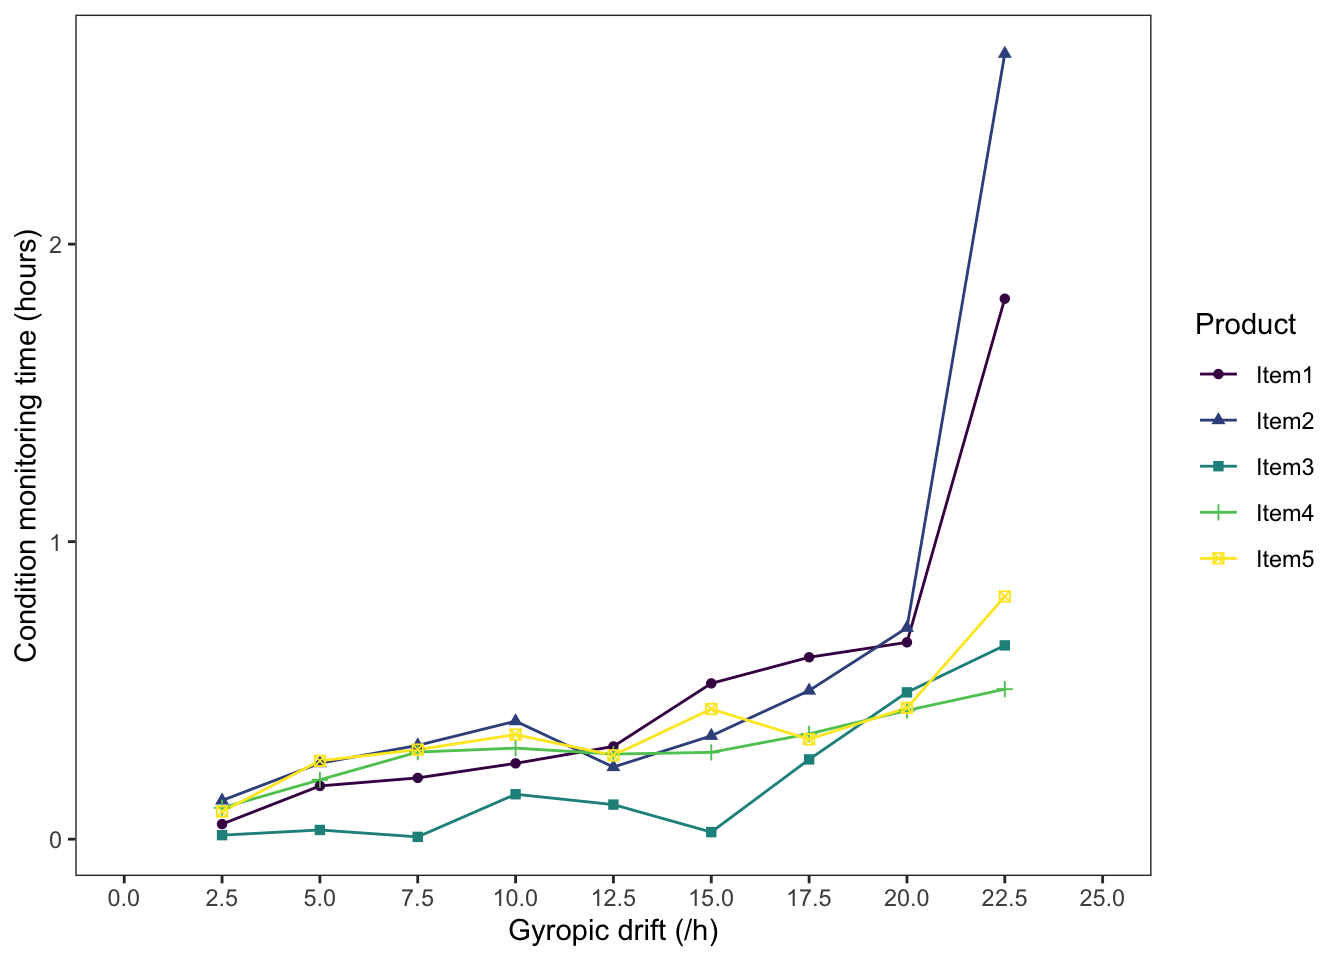 Condition monitoring time (hours)
2
1
0
0.0 2.5 5.0 7.5 10.0 12.5 15.0 17.5 20.0 22.5 25.0
Gyropic drift (/h)
Product
Item1
Item2
Item3
Item4
Item5